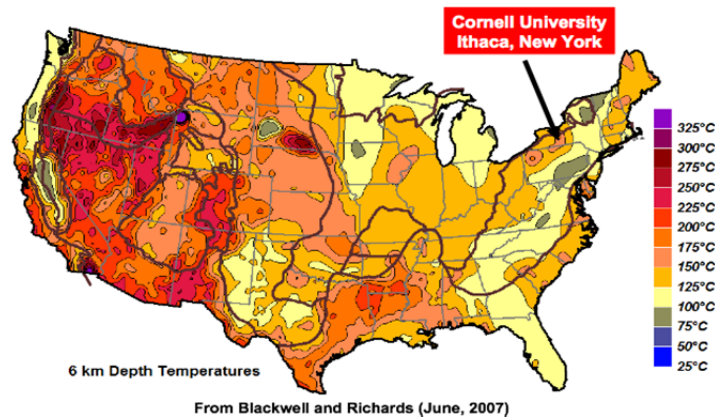 Cornell University
Ithaca, New York
325°C
300°C
275°C
250°C
225°C
200°C
175°C
150°C
125°C
100°C
75°C
50°C
25°C
6 km Depth Temperatures
From Blackwell and Richards (June, 2007)